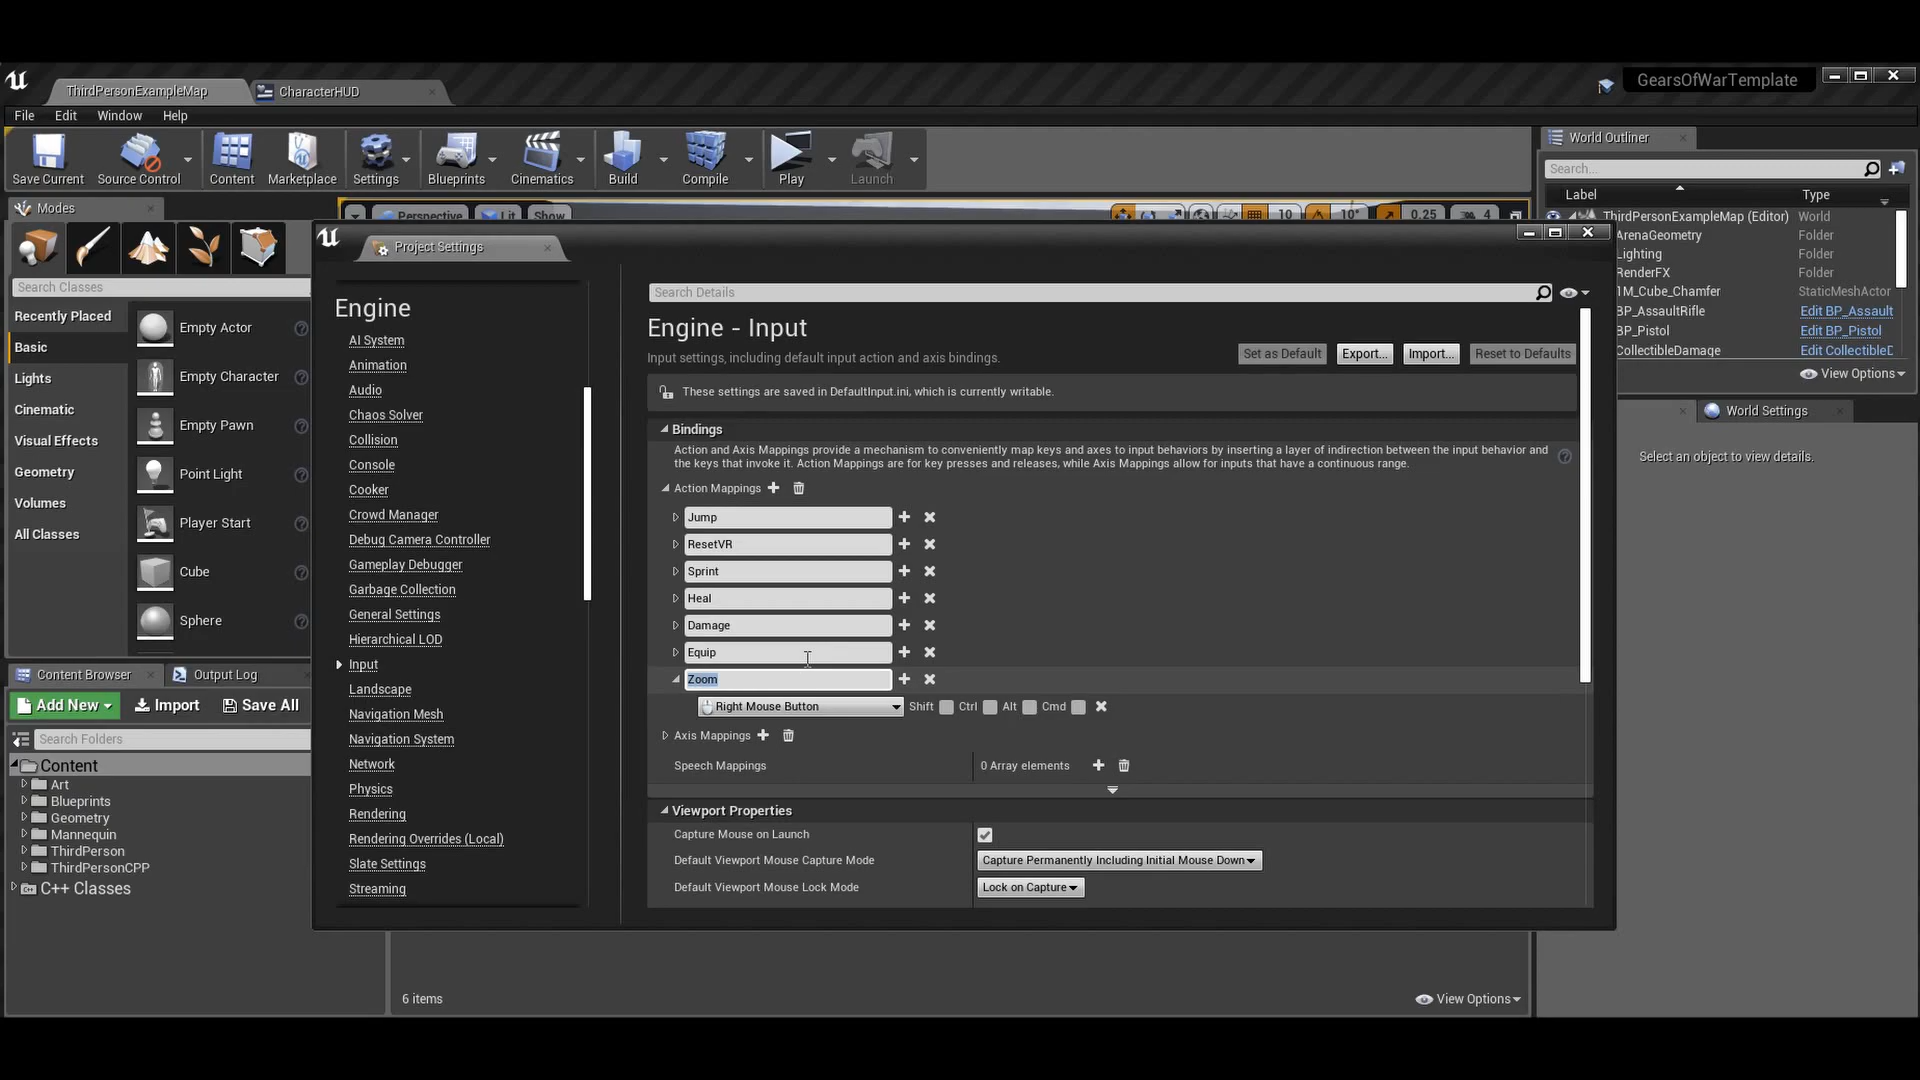 ThirdPersonExampleMap
CharacterHUD
GearsOfWarTemplate
File Edit Window Help
Save Current
Source Control
Content
Marketplace
Settings
Blueprints
Cinematics
Build
Compile
Play
Launch
Modes
Search Classes
Recently Placed
Basic
Lights
Cinematic
Visual Effects
Geometry
Volumes
All Classes
Empty Actor
Empty Character
Empty Pawn
Point Light
Player Start
Cube
Sphere
Perspective Lit Show
10 10° 0.25 4
World Outliner
Search...
Label Type
ThirdPersonExampleMap (Editor) World
ArenaGeometry Folder
Lighting Folder
RenderFX Folder
1M_Cube_Chamfer StaticMeshActor
BP_AssaultRifle Edit BP_Assault
BP_Pistol Edit BP_Pistol
CollectibleDamage Edit Collectible
View Options
World Settings
Select an object to view details.
Project Settings
Engine
AI System
Animation
Audio
Chaos Solver
Collision
Console
Cooker
Crowd Manager
Debug Camera Controller
Gameplay Debugger
Garbage Collection
General Settings
Hierarchical LOD
Input
Landscape
Navigation Mesh
Navigation System
Network
Physics
Rendering
Rendering Overrides (Local)
Slate Settings
Streaming
Search Details
Engine - Input
Input settings, including default input action and axis bindings.
Set as Default Export... Import... Reset to Defaults
These settings are saved in DefaultInput.ini, which is currently writable.
Bindings
Action and Axis Mappings provide a mechanism to conveniently map keys and axes to input behaviors by inserting a layer of indirection between the input behavior and
the keys that invoke it. Action Mappings are for key presses and releases, while Axis Mappings allow for inputs that have a continuous range.
Action Mappings
Jump
ResetVR
Sprint
Heal
Damage
Equip
Zoom
Right Mouse Button Shift Ctrl Alt Cmd
Axis Mappings
Speech Mappings 0 Array elements
Viewport Properties
Capture Mouse on Launch
Default Viewport Mouse Capture Mode Capture Permanently Including Initial Mouse Down
Default Viewport Mouse Lock Mode Lock on Capture
Content Browser
Output Log
Add New Import Save All
Search Folders
Content
Art
Blueprints
Geometry
Mannequin
ThirdPerson
ThirdPersonCPP
C++ Classes
6 items
View Options